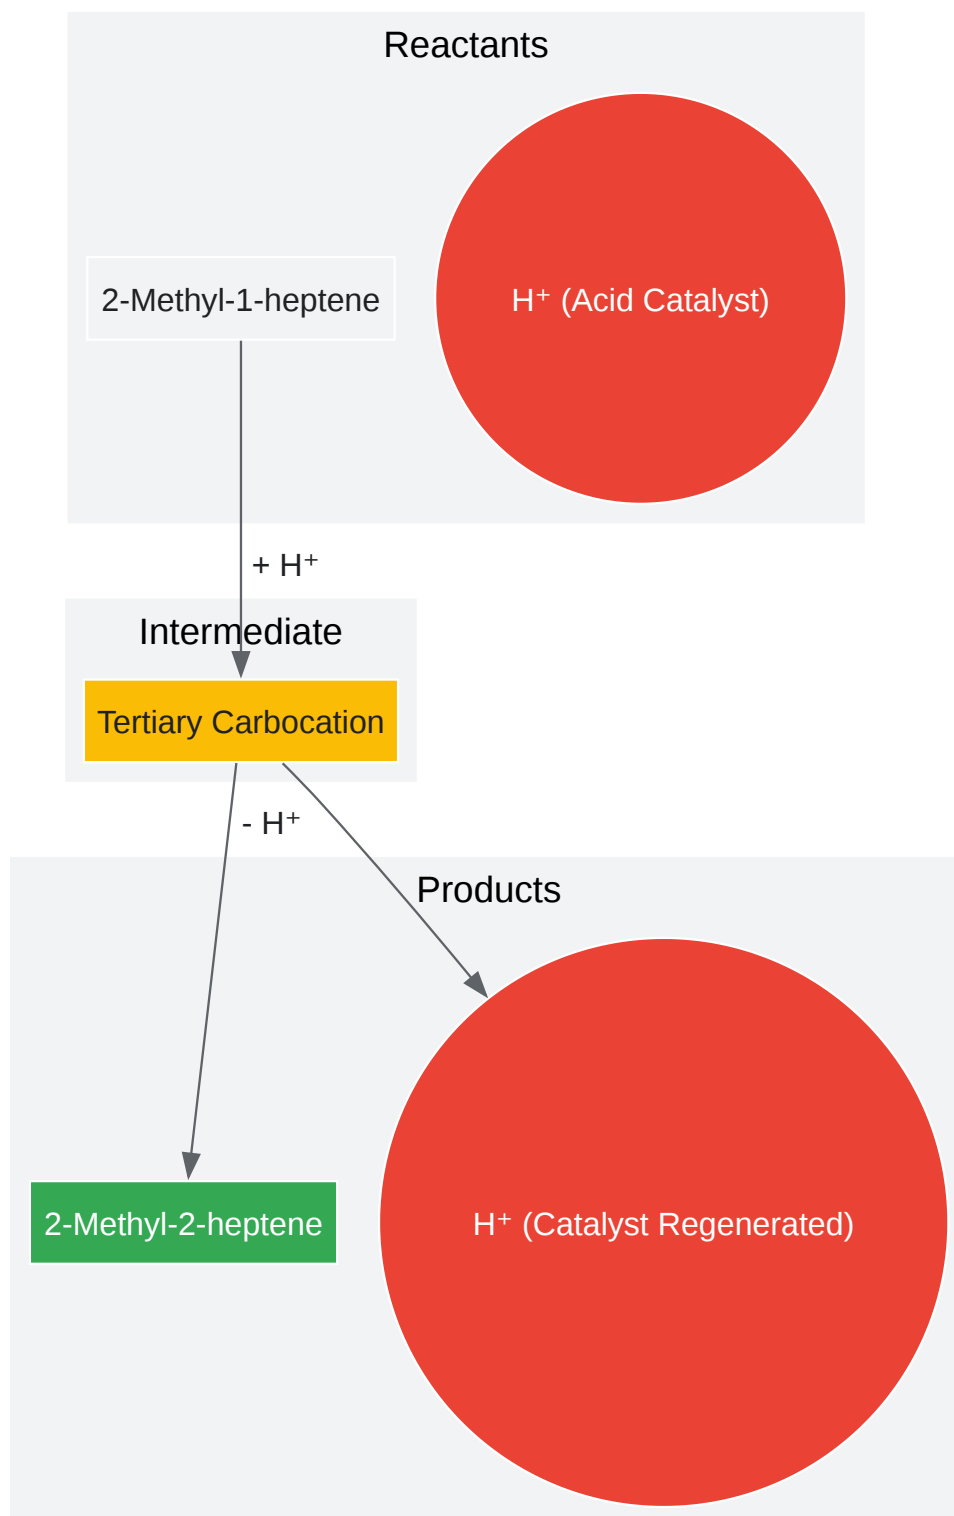 Reactants
2-Methyl-1-heptene
H⁺ (Acid Catalyst)
+ H⁺
Intermediate
Tertiary Carbocation
- H⁺
Products
2-Methyl-2-heptene
H⁺ (Catalyst Regenerated)